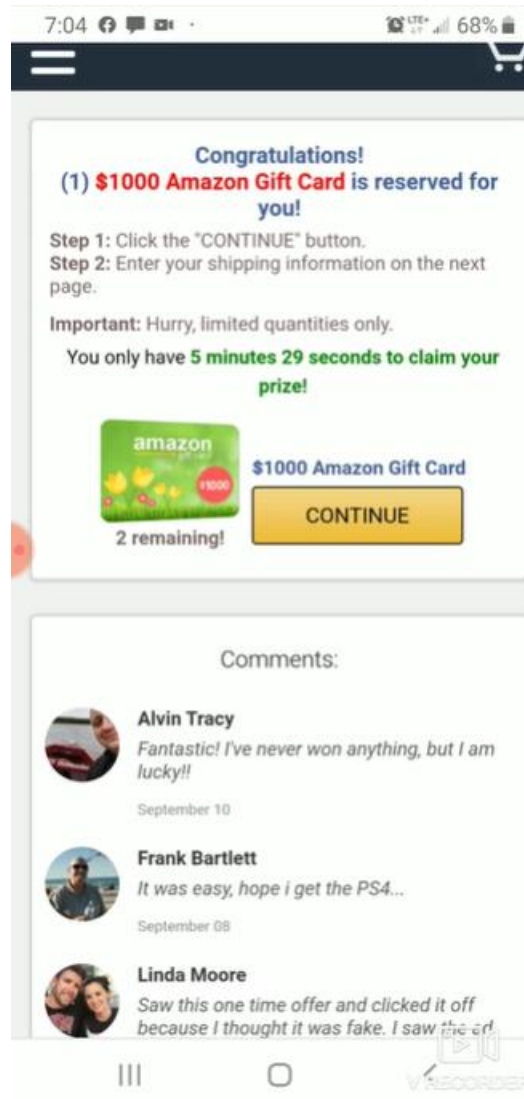 7:04
LTE+
68%
Congratulations!
(1) $1000 Amazon Gift Card is reserved for
you!
Step 1: Click the "CONTINUE" button.
Step 2: Enter your shipping information on the next
page.
Important: Hurry, limited quantities only.
You only have 5 minutes 29 seconds to claim your
prize!
amazon
$1000
$1000 Amazon Gift Card
CONTINUE
2 remaining!
Comments:
Alvin Tracy
Fantastic! I've never won anything, but I am
lucky!!
September 10
Frank Bartlett
It was easy, hope i get the PS4...
September 08
Linda Moore
Saw this one time offer and clicked it off
because I thought it was fake. I saw the ad
V RECORDER